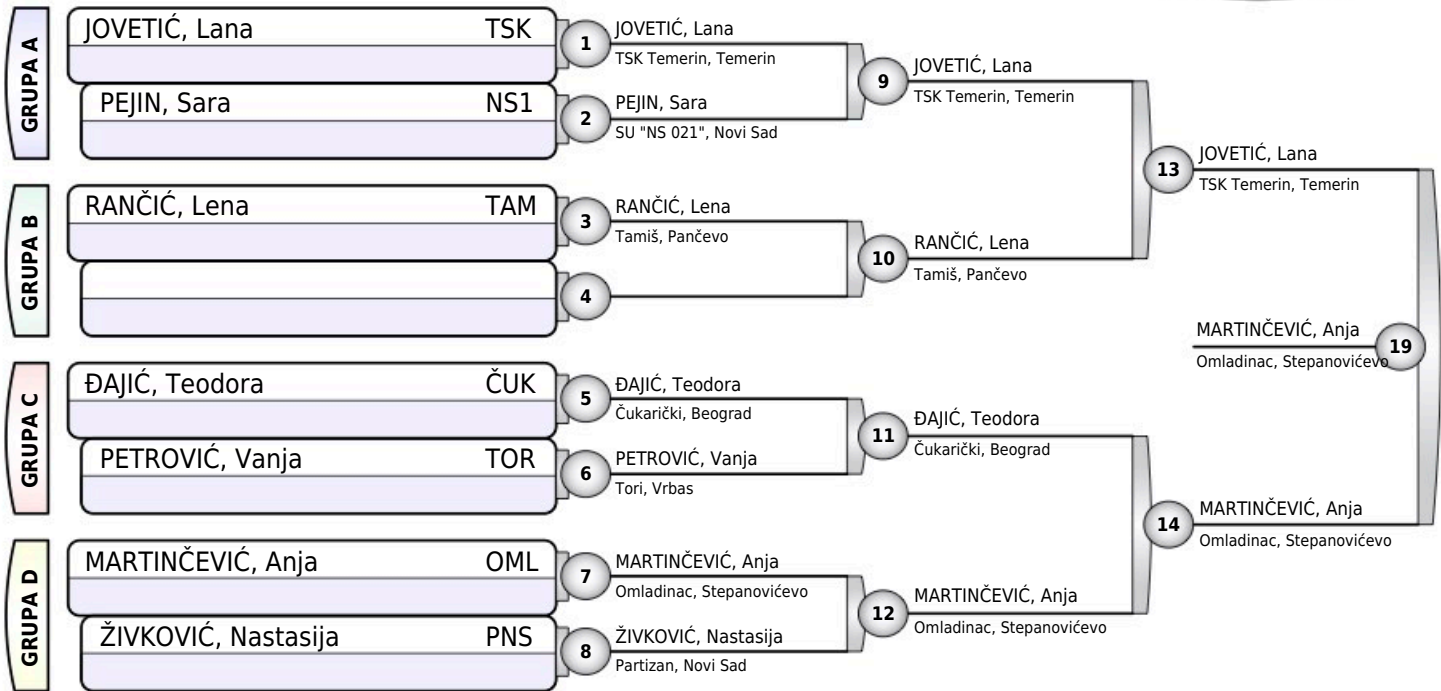 GRUPA A
JOVETIĆ, Lana TSK
PEJIN, Sara NS1
1
JOVETIĆ, Lana
TSK Temerin, Temerin
2
PEJIN, Sara
SU "NS 021", Novi Sad
9
JOVETIĆ, Lana
TSK Temerin, Temerin
GRUPA B
RANČIĆ, Lena TAM
3
RANČIĆ, Lena
Tamiš, Pančevo
4
10
RANČIĆ, Lena
Tamiš, Pančevo
13
JOVETIĆ, Lana
TSK Temerin, Temerin
GRUPA C
ĐAJIĆ, Teodora ČUK
PETROVIĆ, Vanja TOR
5
ĐAJIĆ, Teodora
Čukarički, Beograd
6
PETROVIĆ, Vanja
Tori, Vrbas
11
ĐAJIĆ, Teodora
Čukarički, Beograd
GRUPA D
MARTINČEVIĆ, Anja OML
ŽIVKOVIĆ, Nastasija PNS
7
MARTINČEVIĆ, Anja
Omladinac, Stepanovićevo
8
ŽIVKOVIĆ, Nastasija
Partizan, Novi Sad
12
MARTINČEVIĆ, Anja
Omladinac, Stepanovićevo
14
MARTINČEVIĆ, Anja
Omladinac, Stepanovićevo
MARTINČEVIĆ, Anja
Omladinac, Stepanovićevo
19